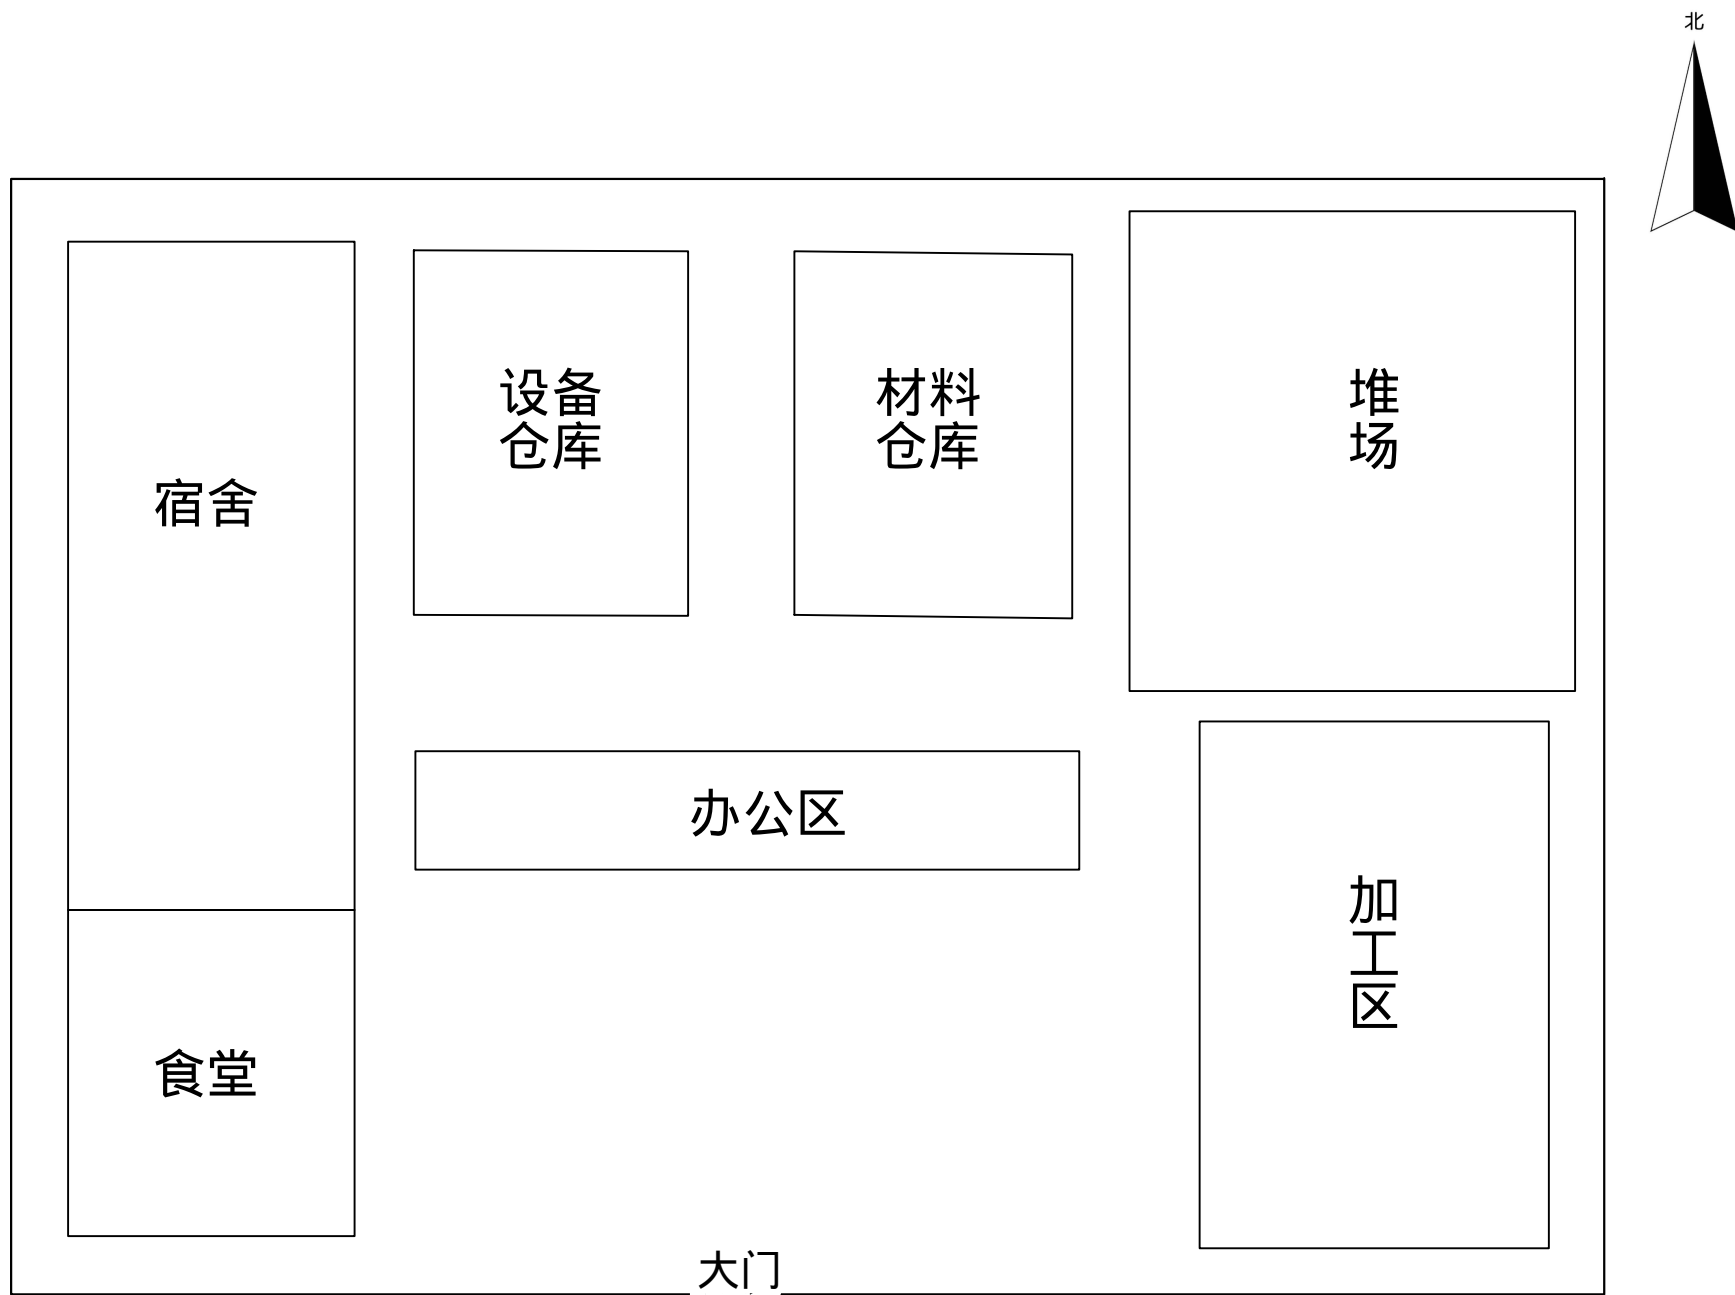 北
设备
仓库
材料
仓库
堆
场
宿舍
办公区
加
工
区
食堂
大门